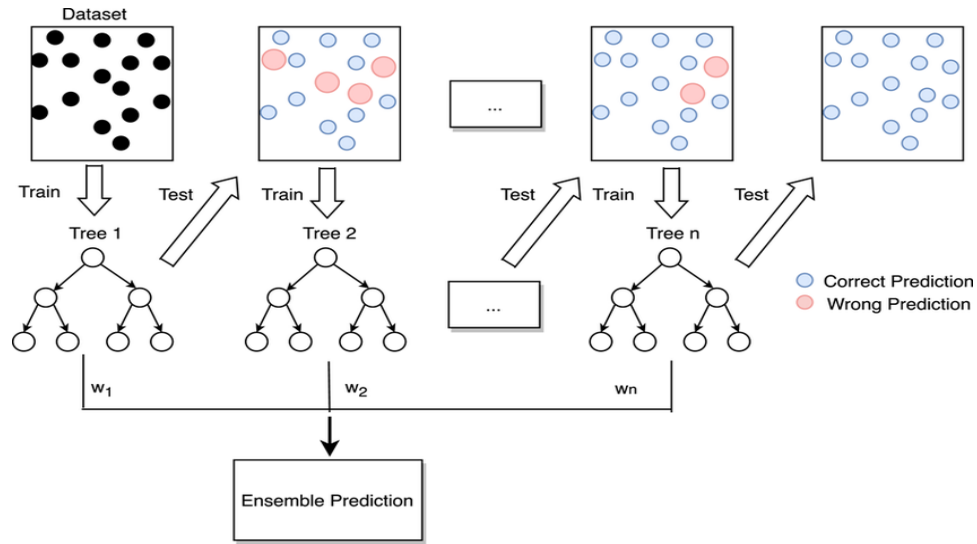 Dataset
...
Train
Test
Train
Test
Train
Test
Tree 1
Tree 2
Tree n
...
Correct Prediction
Wrong Prediction
w1
w2
wn
Ensemble Prediction